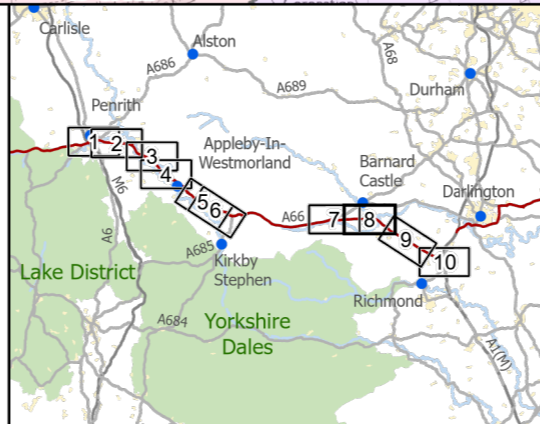 Carlisle
Alston
A68
A686
A689
Durham
Penrith
1
2
3
4
5
6
Appleby-In-
Westmorland
Barnard
Castle
Darlington
M6
A66
7
8
9
10
A6
A685
Kirkby
Stephen
Lake District
Richmond
A684
Yorkshire
Dales
A1(M)